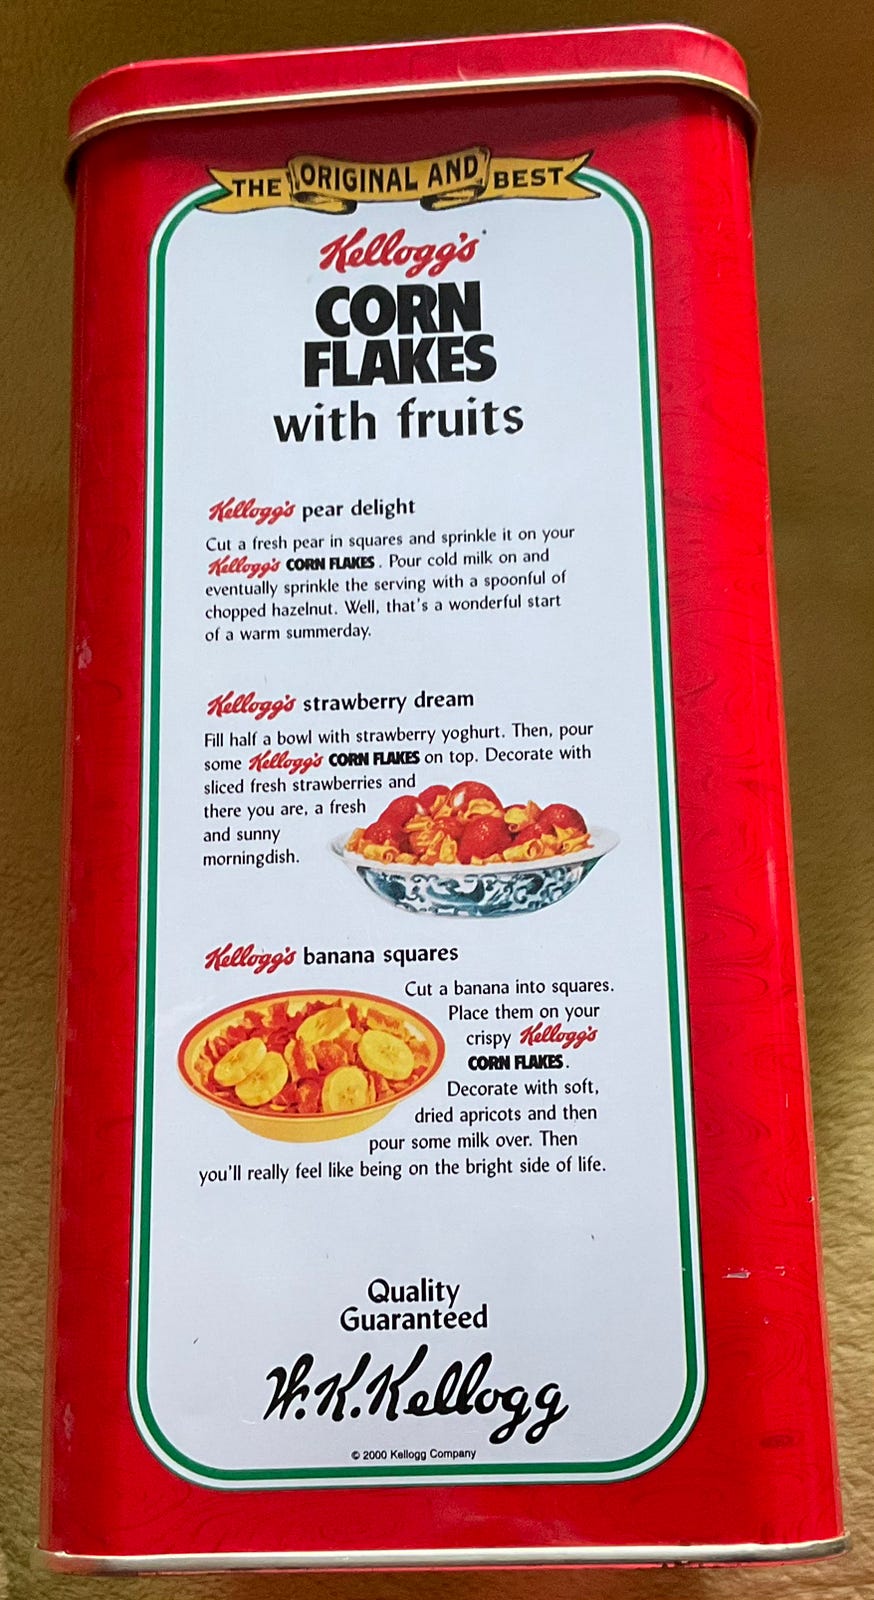 THE ORIGINAL AND BEST
Kellogg's
CORN
FLAKES
with fruits
Kellogg's pear delight
Cut a fresh pear in squares and sprinkle it on your
Kellogg's CORN FLAKES. Pour cold milk on and
eventually sprinkle the serving with a spoonful of
chopped hazelnut. Well, that's a wonderful start
of a warm summerday.
Kellogg's strawberry dream
Fill half a bowl with strawberry yoghurt. Then, pour
some Kellogg's CORN FLAKES on top. Decorate with
sliced fresh strawberries and
there you are, a fresh
and sunny
morningdish.
Kellogg's banana squares
Cut a banana into squares.
Place them on your
crispy Kellogg's
CORN FLAKES.
Decorate with soft,
dried apricots and then
pour some milk over. Then
you'll really feel like being on the bright side of life.
Quality
Guaranteed
W.K.Kellogg
© 2000 Kellogg Company